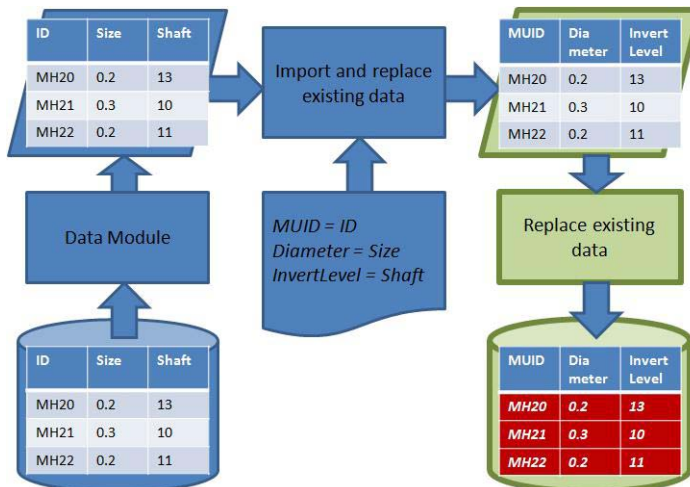 ID Size Shaft
MH20 0.2 13
MH21 0.3 10
MH22 0.2 11
Import and replace
existing data
MUID Dia Invert
meter Level
MH20 0.2 13
MH21 0.3 10
MH22 0.2 11
Data Module
MUID = ID
Diameter = Size
InvertLevel = Shaft
Replace existing
data
ID Size Shaft
MH20 0.2 13
MH21 0.3 10
MH22 0.2 11
MUID Dia Invert
meter Level
MH20 0.2 13
MH21 0.3 10
MH22 0.2 11